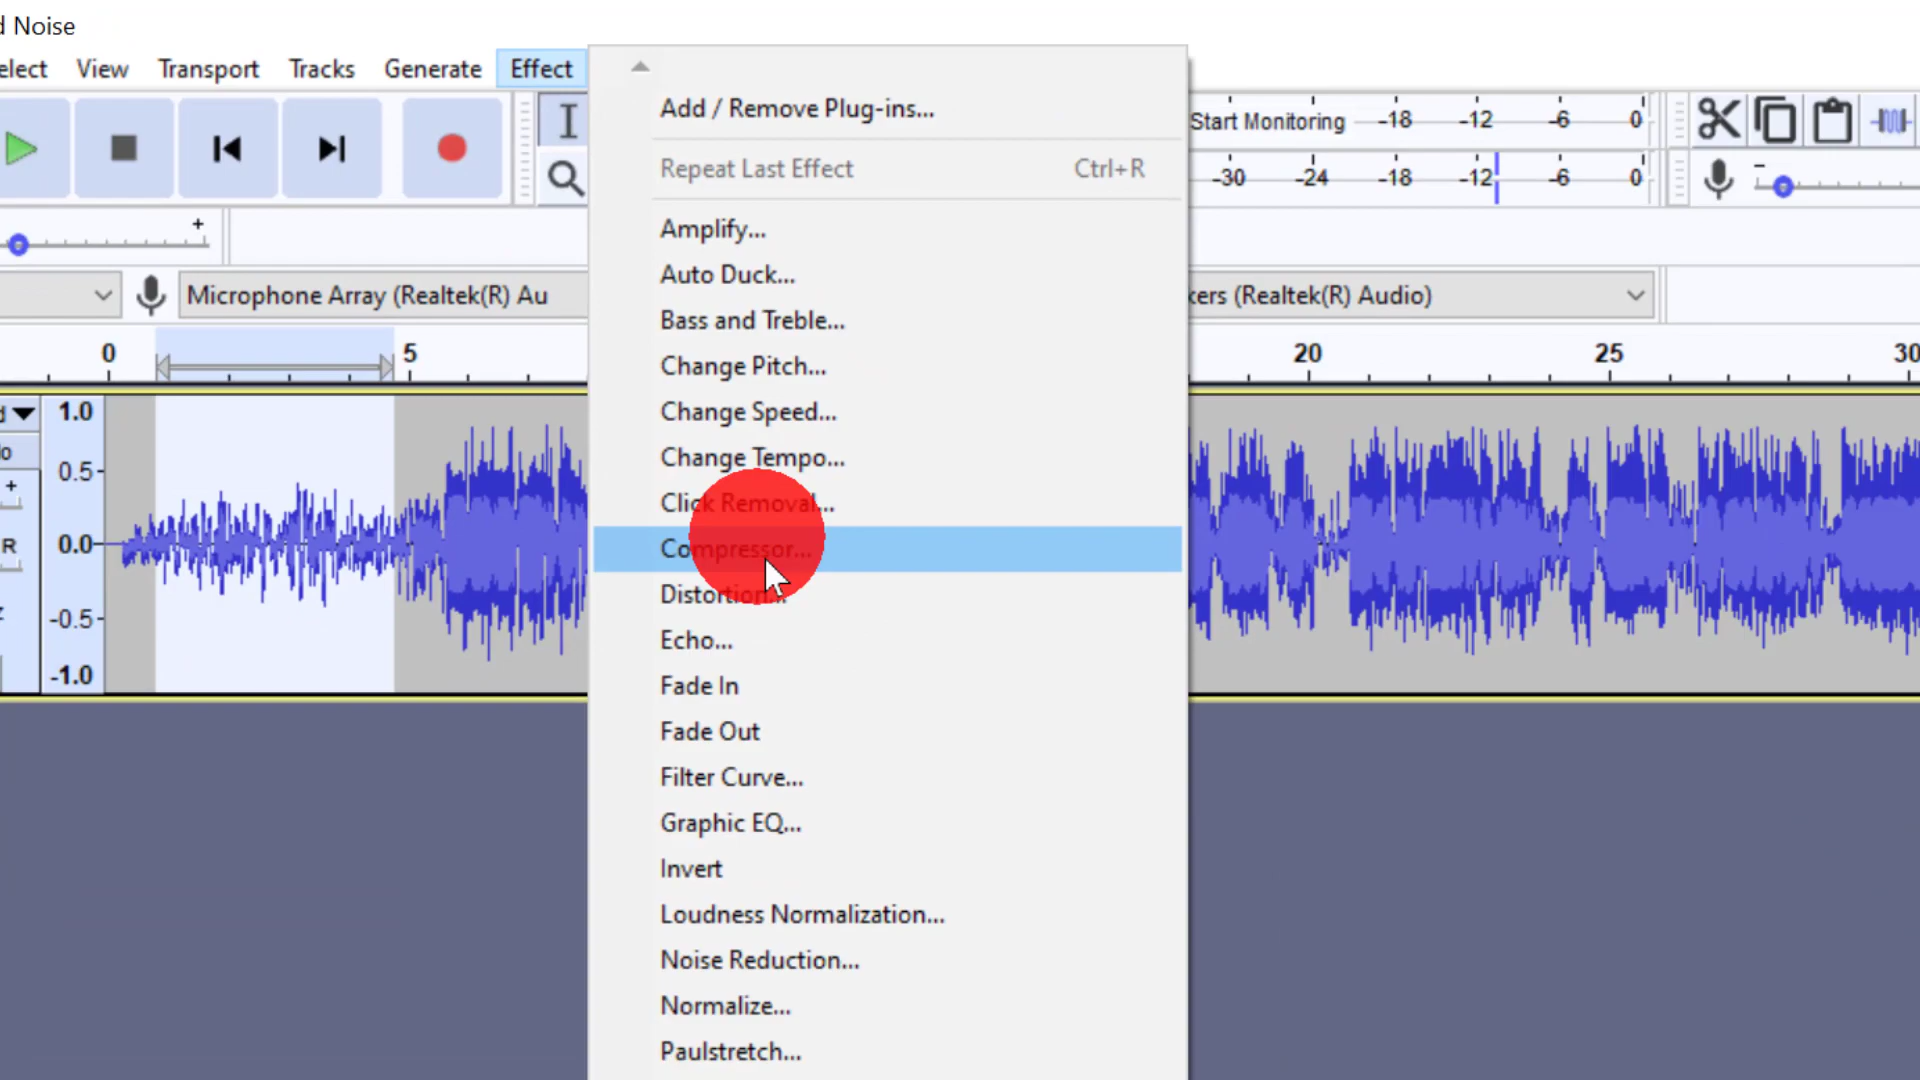 d Noise
elect View Transport Tracks Generate Effect
Add / Remove Plug-ins...
Start Monitoring -18 -12 -6 0
Repeat Last Effect Ctrl+R
-30 -24 -18 -12 -6 0
Amplify...
Auto Duck...
Microphone Array (Realtek(R) Au
kers (Realtek(R) Audio)
Bass and Treble...
0 5 20 25 30
Change Pitch...
Change Speed...
Change Tempo...
Click Removal...
Compressor...
Distortion...
Echo...
Fade In
Fade Out
Filter Curve...
Graphic EQ...
Invert
Loudness Normalization...
Noise Reduction...
Normalize...
Paulstretch...
1.0
0.5
0.0
-0.5
-1.0
R